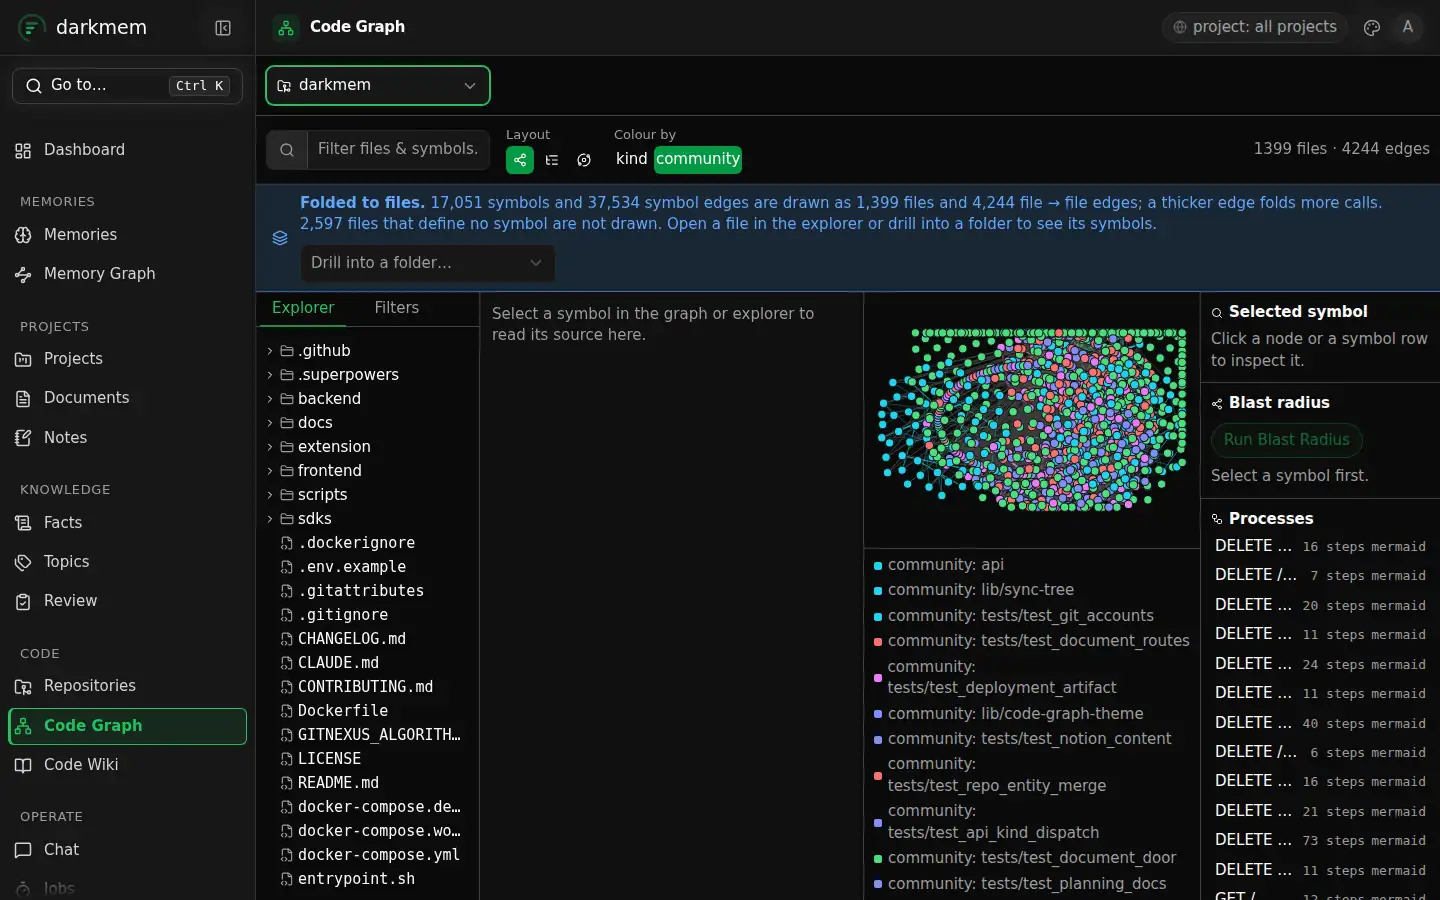 darkmem
Go to…
Ctrl K
Dashboard
MEMORIES
Memories
Memory Graph
PROJECTS
Projects
Documents
Notes
KNOWLEDGE
Facts
Topics
Review
CODE
Repositories
Code Graph
Code Wiki
OPERATE
Chat
Jobs
Code Graph
project: all projects
A
darkmem
Filter files & symbols.
Layout
Colour by
kind community
1399 files · 4244 edges
Folded to files. 17,051 symbols and 37,534 symbol edges are drawn as 1,399 files and 4,244 file → file edges; a thicker edge folds more calls.
2,597 files that define no symbol are not drawn. Open a file in the explorer or drill into a folder to see its symbols.
Drill into a folder…
Explorer
Filters
.github
.superpowers
backend
docs
extension
frontend
scripts
sdks
.dockerignore
.env.example
.gitattributes
.gitignore
CHANGELOG.md
CLAUDE.md
CONTRIBUTING.md
Dockerfile
GITNEXUS_ALGORITH…
LICENSE
README.md
docker-compose.de…
docker-compose.wo…
docker-compose.yml
entrypoint.sh
Select a symbol in the graph or explorer to
read its source here.
community: api
community: lib/sync-tree
community: tests/test_git_accounts
community: tests/test_document_routes
community:
tests/test_deployment_artifact
community: lib/code-graph-theme
community: tests/test_notion_content
community:
tests/test_repo_entity_merge
community:
tests/test_api_kind_dispatch
community: tests/test_document_door
community: tests/test_planning_docs
Selected symbol
Click a node or a symbol row
to inspect it.
Blast radius
Run Blast Radius
Select a symbol first.
Processes
DELETE … 16 steps mermaid
DELETE /… 7 steps mermaid
DELETE … 20 steps mermaid
DELETE … 11 steps mermaid
DELETE … 24 steps mermaid
DELETE … 11 steps mermaid
DELETE … 40 steps mermaid
DELETE /… 6 steps mermaid
DELETE … 16 steps mermaid
DELETE … 21 steps mermaid
DELETE … 73 steps mermaid
DELETE … 11 steps mermaid
GET /… 12 steps mermaid